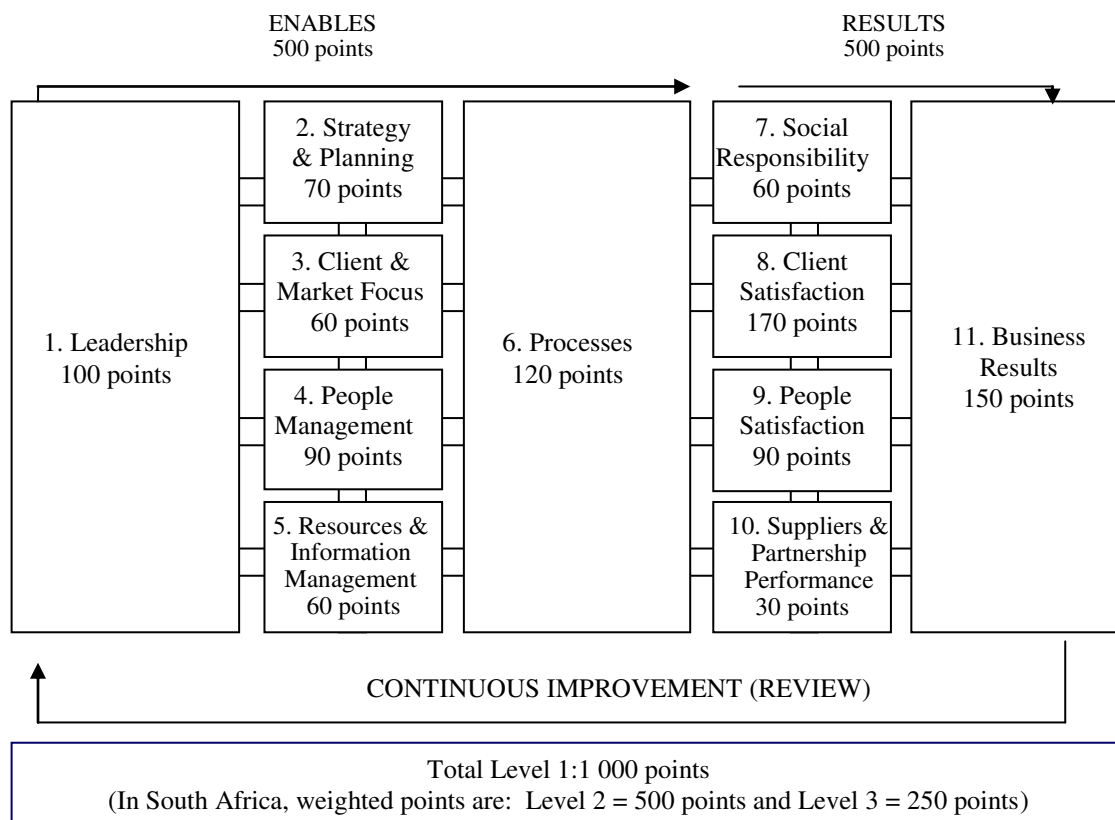 ENABLES
500 points
RESULTS
500 points
1. Leadership
100 points
2. Strategy
& Planning
70 points
3. Client &
Market Focus
60 points
4. People
Management
90 points
5. Resources &
Information
Management
60 points
6. Processes
120 points
7. Social
Responsibility
60 points
8. Client
Satisfaction
170 points
9. People
Satisfaction
90 points
10. Suppliers &
Partnership
Performance
30 points
11. Business
Results
150 points
CONTINUOUS IMPROVEMENT (REVIEW)
Total Level 1:1 000 points
(In South Africa, weighted points are: Level 2 = 500 points and Level 3 = 250 points)